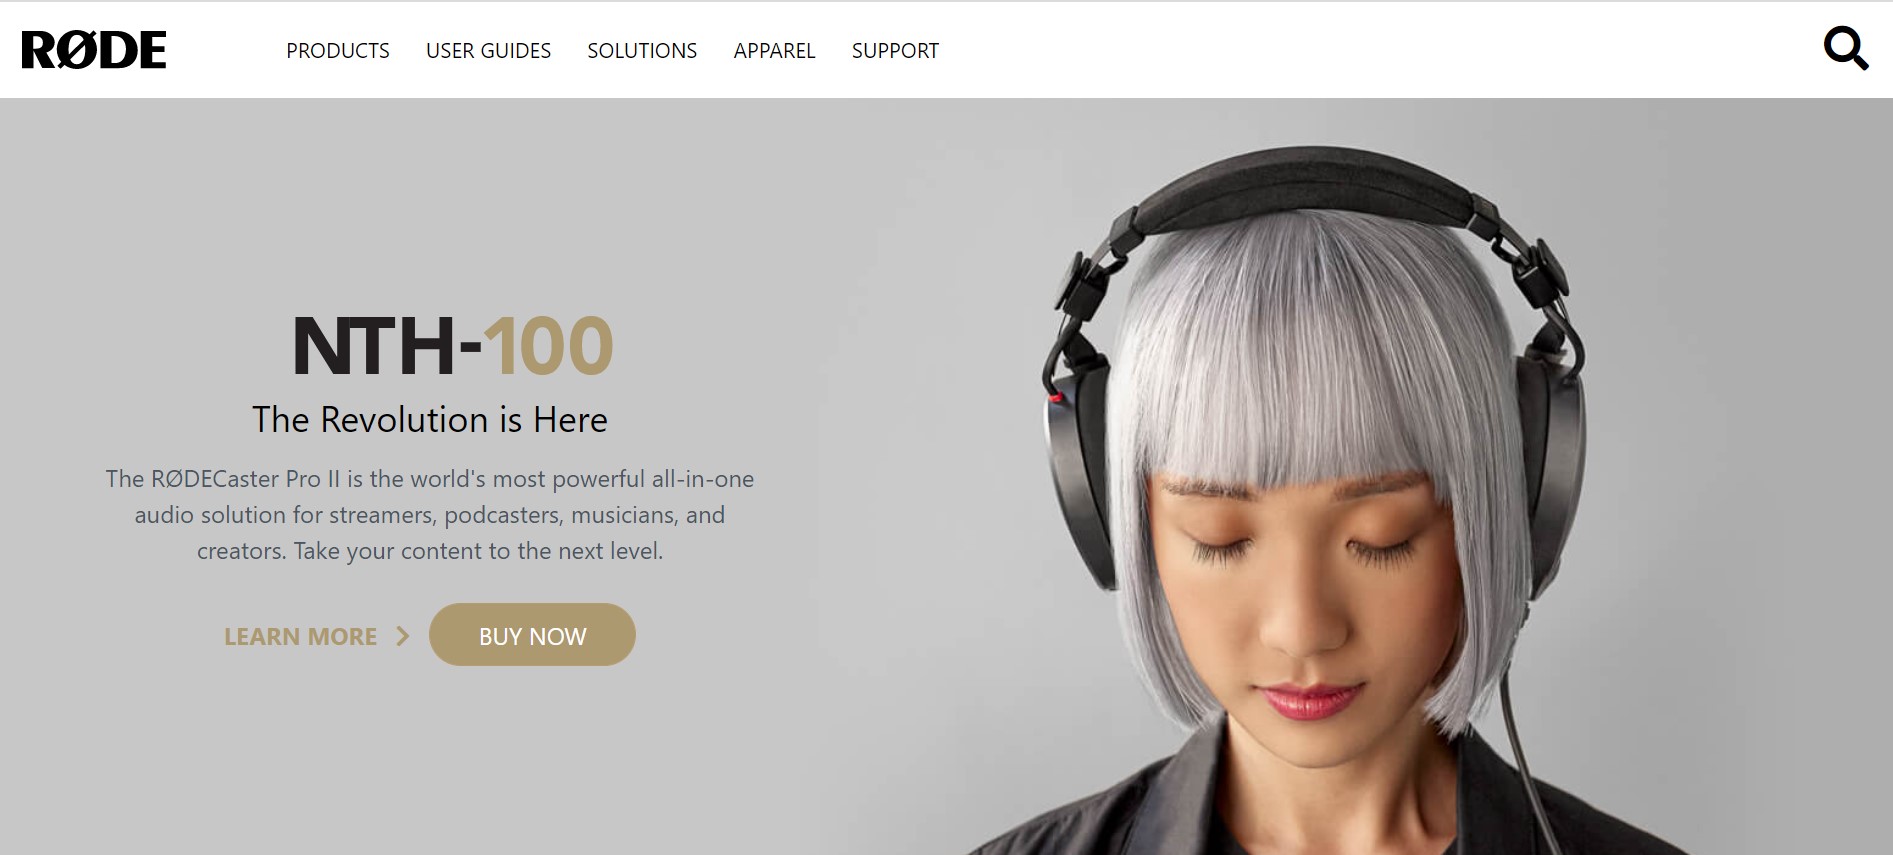 RØDE
PRODUCTS
USER GUIDES
SOLUTIONS
APPAREL
SUPPORT
NTH-100
The Revolution is Here
The RØDECaster Pro II is the world's most powerful all-in-one
audio solution for streamers, podcasters, musicians, and
creators. Take your content to the next level.
LEARN MORE
BUY NOW